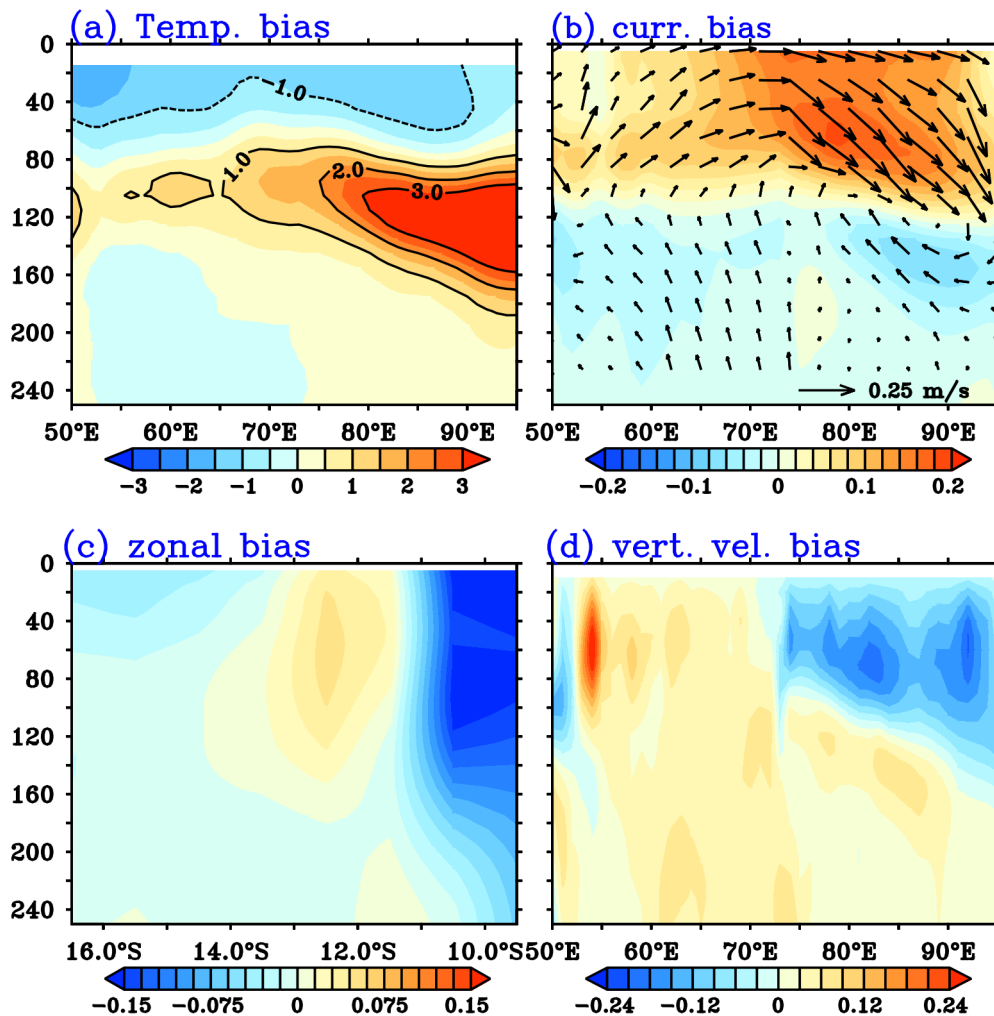 (a) Temp. bias
(b) curr. bias
0
40
80
120
160
200
240
1.0
1.0
2.0
3.0
0.25 m/s
50°E 60°E 70°E 80°E 90°E
50°E 60°E 70°E 80°E 90°E
−3 −2 −1 0 1 2 3
−0.2 −0.1 0 0.1 0.2
(c) zonal bias
(d) vert. vel. bias
0
40
80
120
160
200
240
16.0°S 14.0°S 12.0°S 10.0°S
50°E 60°E 70°E 80°E 90°E
−0.15 −0.075 0 0.075 0.15
−0.24 −0.12 0 0.12 0.24